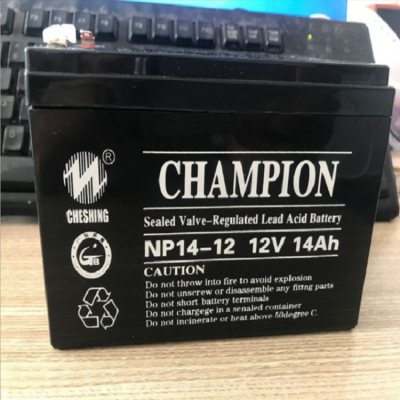 ®
CHESHING
CHAMPION
Sealed Valve-Regulated Lead Acid Battery
NP14-12 12V 14Ah
CAUTION
Do not throw into fire to avoid explosion
Do not unscrew or disassemble any fittng parts
Do not short battery terminals
Do not chargege in a senaled container
Do not incinerate or heat above 50degree C.